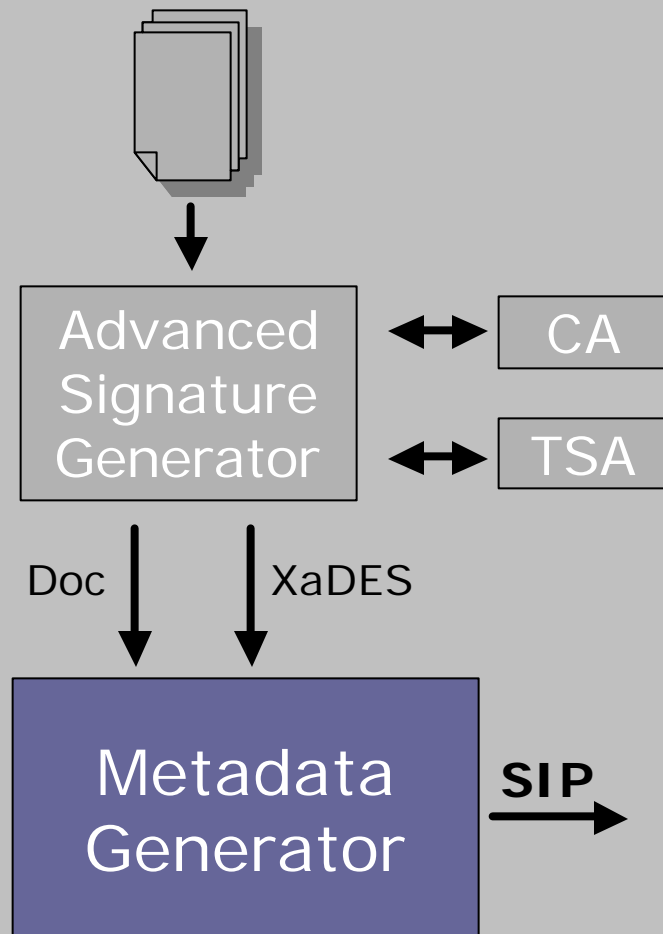 Advanced
Signature
Generator
CA
TSA
Doc
XaDES
Metadata
Generator
SIP